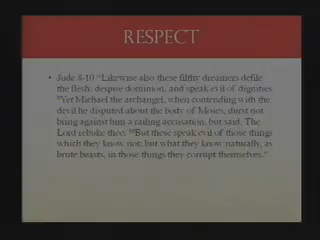 RESPECT
• Jude 8-10 "Likewise also these filthy dreamers defile
the flesh, despise dominion, and speak evil of dignities.
⁹Yet Michael the archangel, when contending with the
devil he disputed about the body of Moses, durst not
bring against him a railing accusation, but said, The
Lord rebuke thee. ¹⁰But these speak evil of those things
which they know not: but what they know naturally, as
brute beasts, in those things they corrupt themselves."